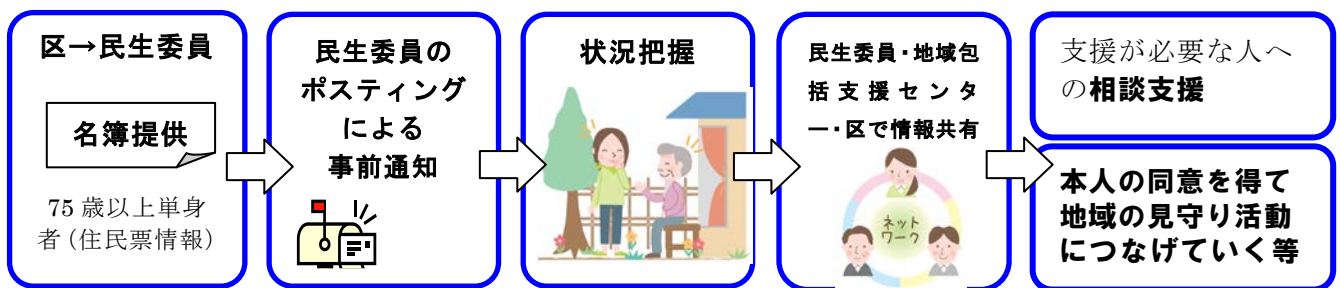 区→民生委員
名簿提供
75歳以上単身
者(住民票情報)
民生委員の
ポスティング
による
事前通知
状況把握
民生委員・地域包
括支援センタ
ー・区で情報共有
ネット
ワーク
支援が必要な人へ
の相談支援
本人の同意を得て
地域の見守り活動
につなげていく等